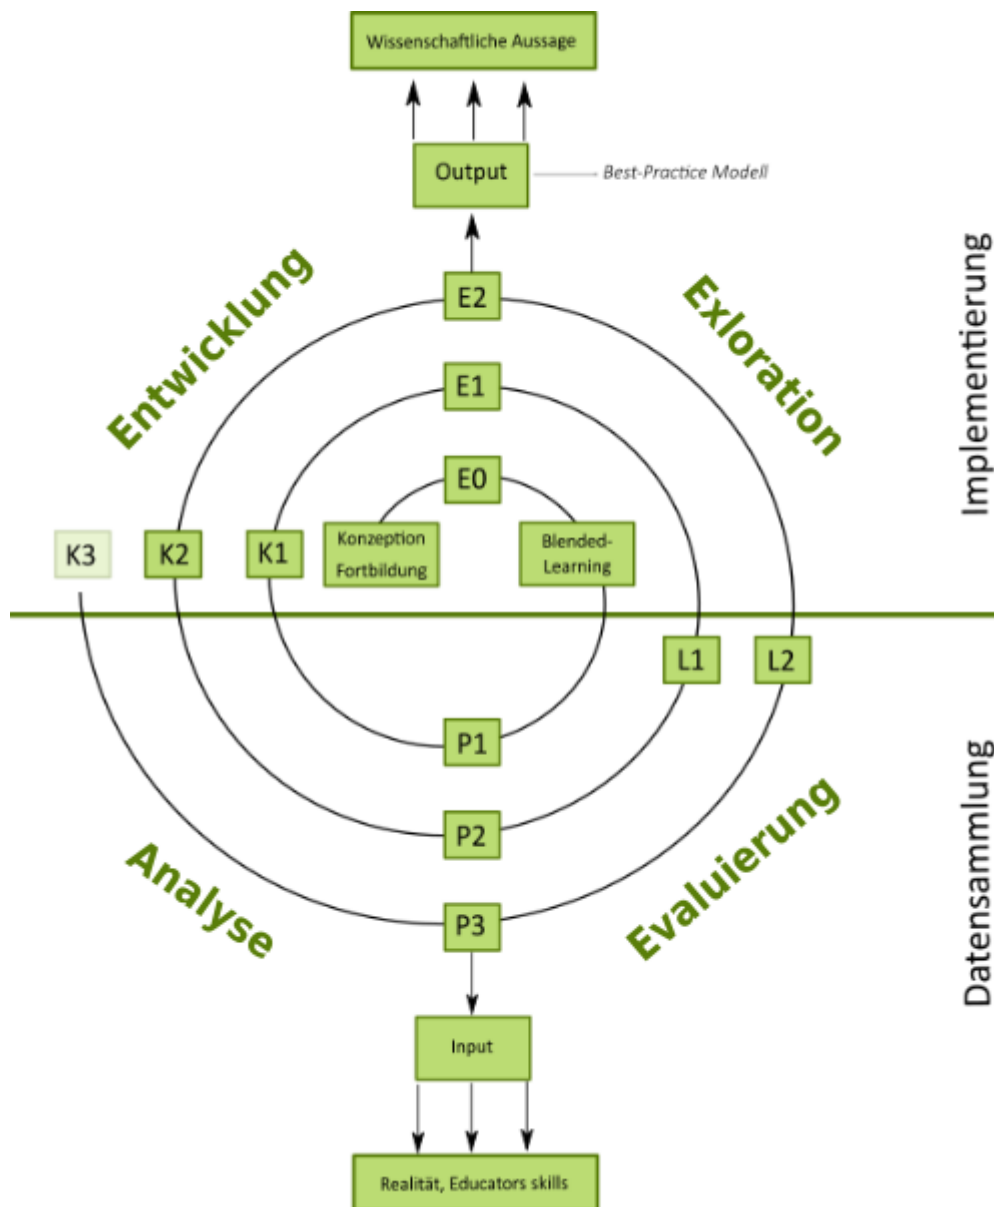 Wissenschaftliche Aussage
Output
Best-Practice Modell
Entwicklung
Exloration
Implementierung
E2
E1
E0
K3
K2
K1
Konzeption
Fortbildung
Blended-
Learning
L1
L2
P1
P2
P3
Analyse
Evaluierung
Datensammlung
Input
Realität, Educators skills